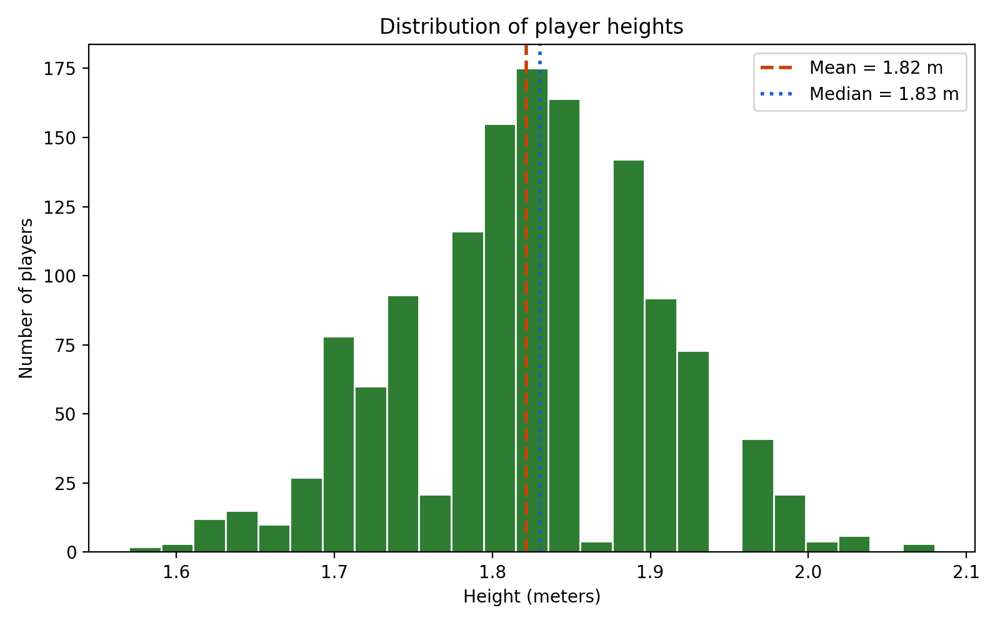 Distribution of player heights
Mean = 1.82 m
Median = 1.83 m
Number of players
175
150
125
100
75
50
25
0
1.6 1.7 1.8 1.9 2.0 2.1
Height (meters)